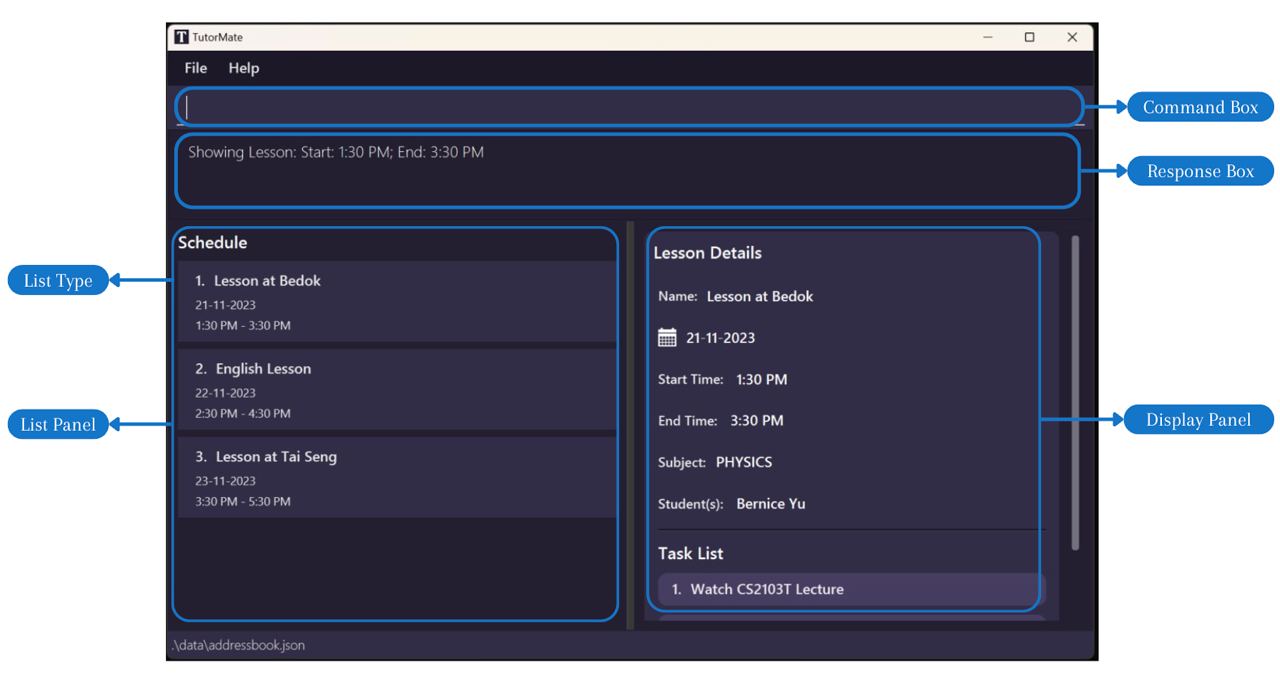 TutorMate
File Help
Command Box
Showing Lesson: Start: 1:30 PM; End: 3:30 PM
Response Box
Schedule
List Type
1. Lesson at Bedok
21-11-2023
1:30 PM - 3:30 PM
2. English Lesson
22-11-2023
2:30 PM - 4:30 PM
List Panel
3. Lesson at Tai Seng
23-11-2023
3:30 PM - 5:30 PM
Lesson Details
Name: Lesson at Bedok
21-11-2023
Start Time: 1:30 PM
End Time: 3:30 PM
Display Panel
Subject: PHYSICS
Student(s): Bernice Yu
Task List
1. Watch CS2103T Lecture
.\data\addressbook.json